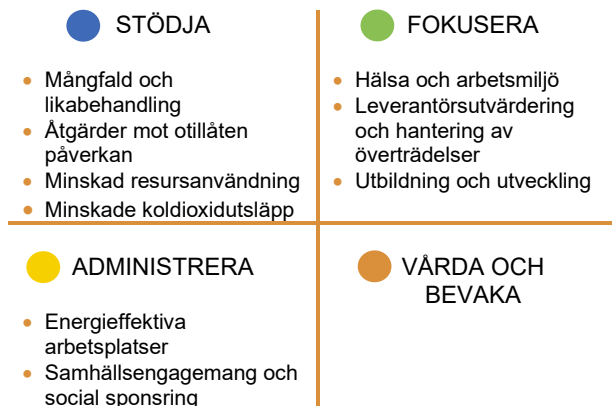 STÖDJA
• Mångfald och
likabehandling
• Åtgärder mot otillåten
påverkan
• Minskad resursanvändning
• Minskade koldioxidutsläpp
FOKUSERA
• Hälsa och arbetsmiljö
• Leverantörsutvärdering
och hantering av
överträdelser
• Utbildning och utveckling
ADMINISTRERA
• Energieffektiva
arbetsplatser
• Samhällsengagemang och
social sponsring
VÅRDA OCH
BEVAKA